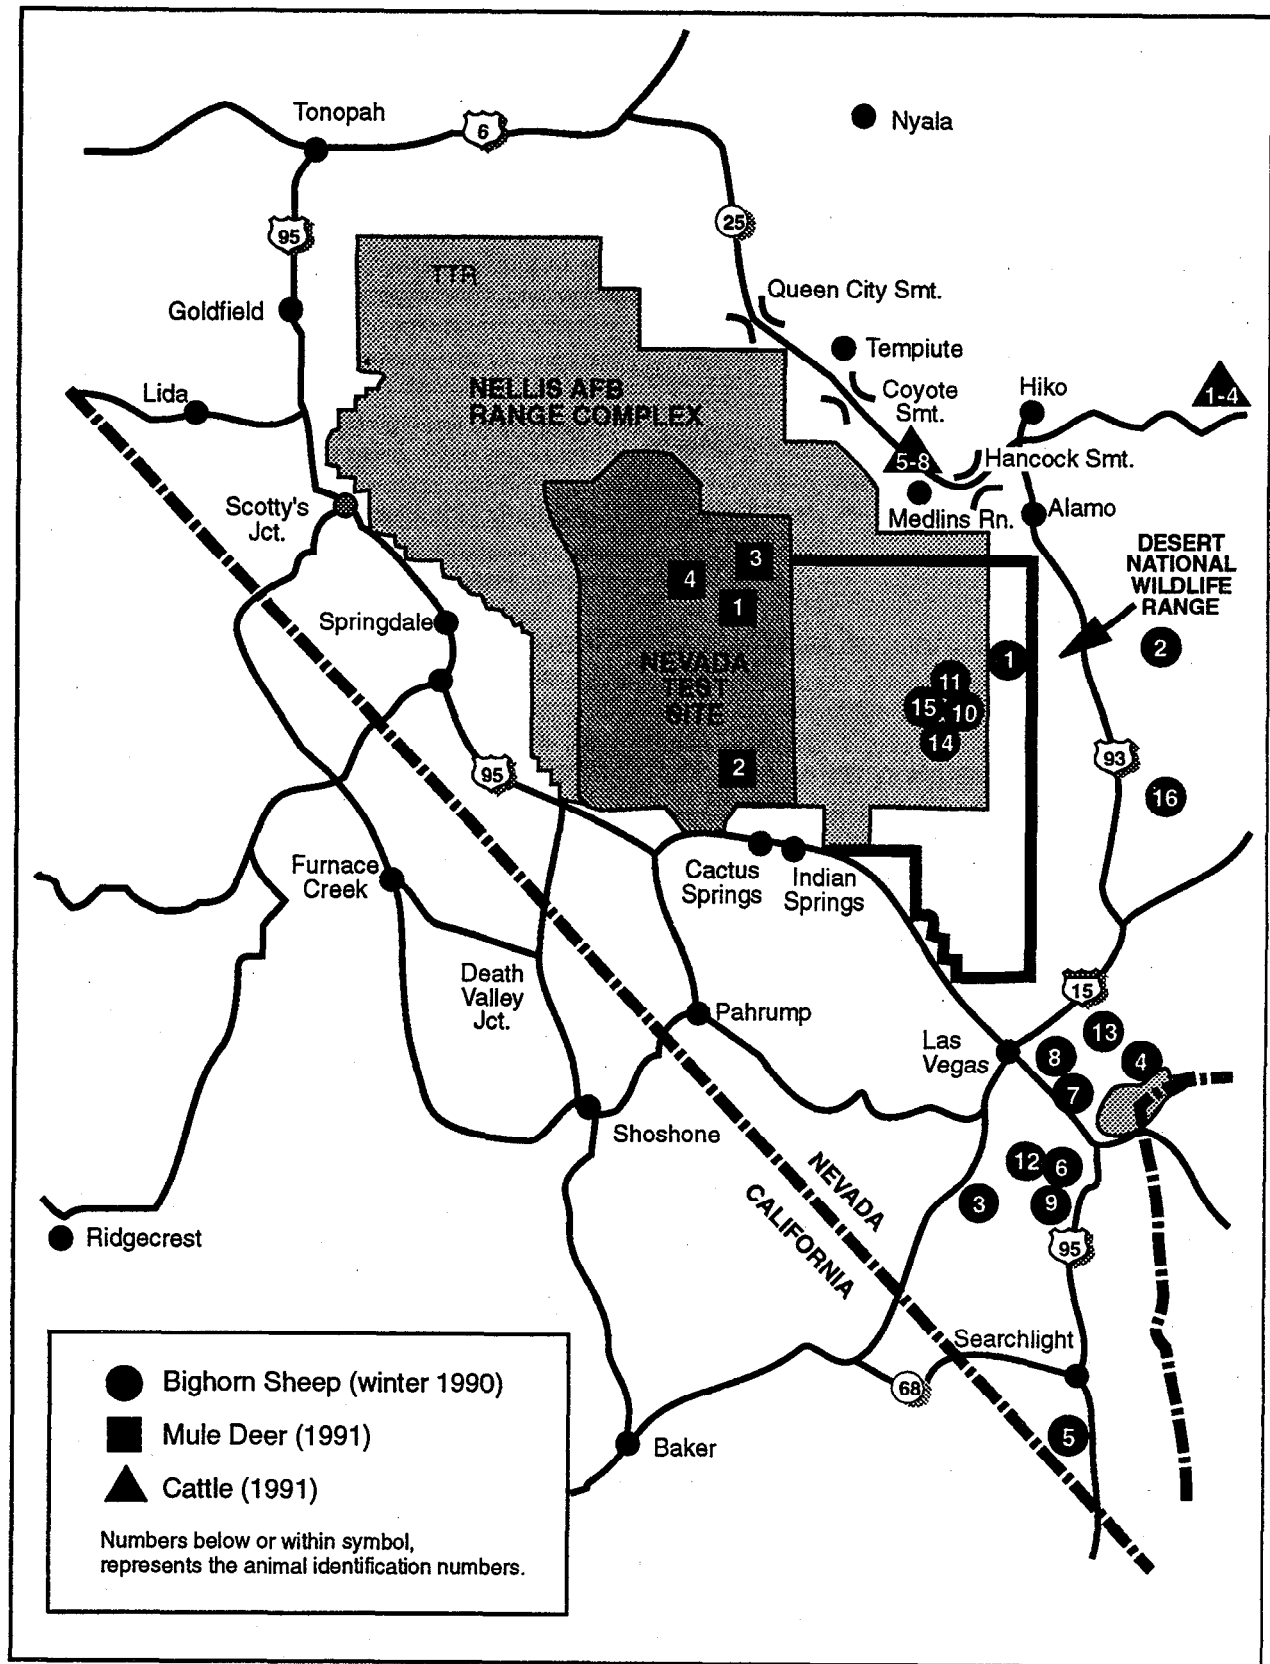 Tonopah
6
Nyala
95
25
TTR
Queen City Smt.
Goldfield
Tempiute
Lida
NELLIS AFB
RANGE COMPLEX
Coyote
Smt.
Hiko
1-4
5-8
Hancock Smt.
Scotty's
Jct.
Medlins Rn.
Alamo
DESERT
NATIONAL
WILDLIFE
RANGE
3
4
1
Springdale
2
1
NEVADA
TEST
SITE
11
15
10
14
2
95
93
16
Furnace
Creek
Cactus
Springs
Indian
Springs
Death
Valley
Jct.
Pahrump
15
Las
Vegas
13
8
4
7
Shoshone
12
6
3
9
NEVADA
CALIFORNIA
95
Ridgecrest
Searchlight
68
5
Baker
Bighorn Sheep (winter 1990)
Mule Deer (1991)
Cattle (1991)
Numbers below or within symbol,
represents the animal identification numbers.